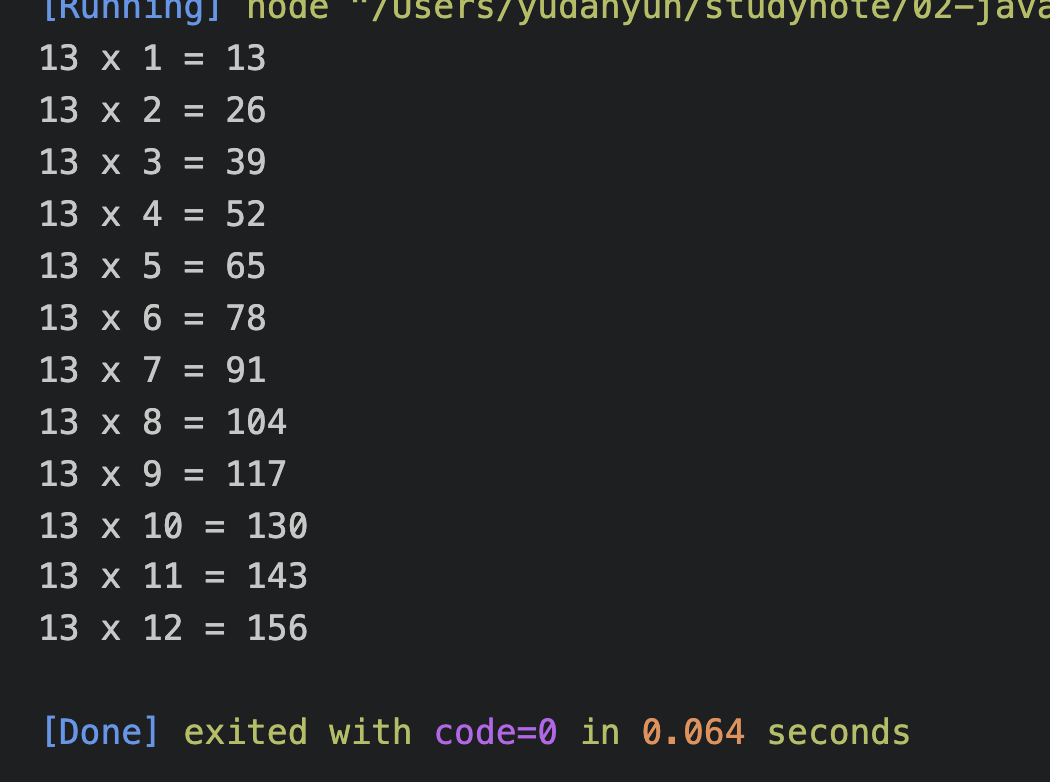 [Running] node "/Users/yudahyun/studynote/02-java
13 x 1 = 13
13 x 2 = 26
13 x 3 = 39
13 x 4 = 52
13 x 5 = 65
13 x 6 = 78
13 x 7 = 91
13 x 8 = 104
13 x 9 = 117
13 x 10 = 130
13 x 11 = 143
13 x 12 = 156
[Done] exited with code=0 in 0.064 seconds